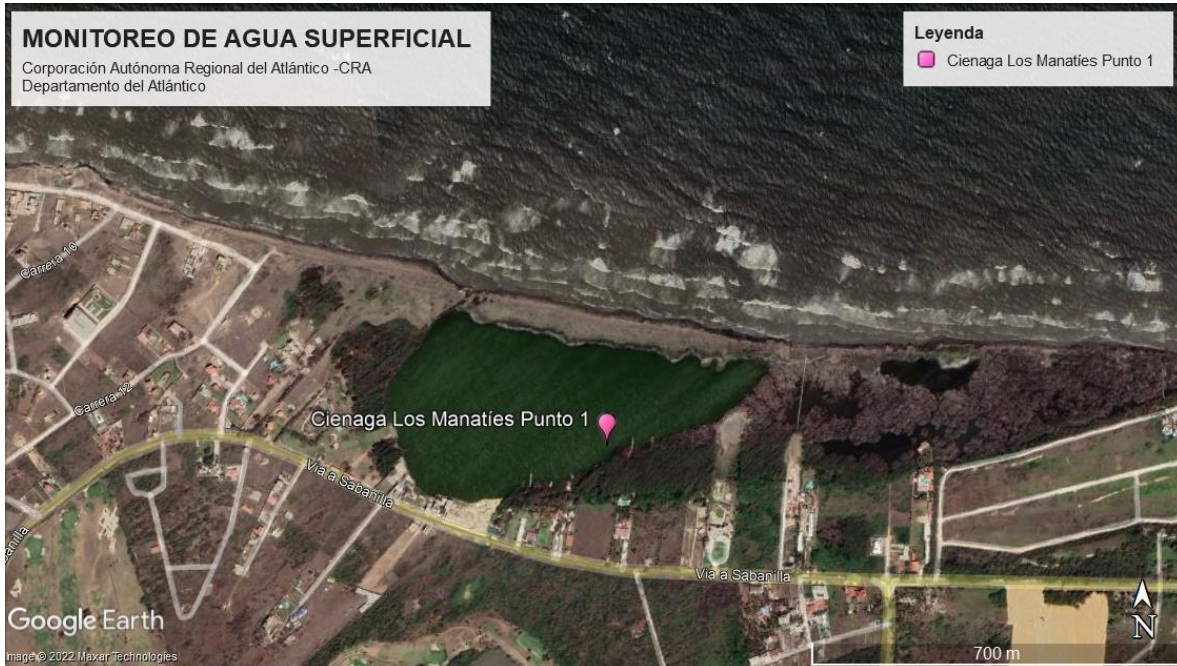 MONITOREO DE AGUA SUPERFICIAL
Corporación Autónoma Regional del Atlántico -CRA
Departamento del Atlántico
Leyenda
Cienaga Los Manatíes Punto 1
Carrera 10
Carrera 12
Cienaga Los Manatíes Punto 1
Via a Sabanilla
Via a Sabanilla
Google Earth
N
700 m
Image © 2022 Maxar Technologies